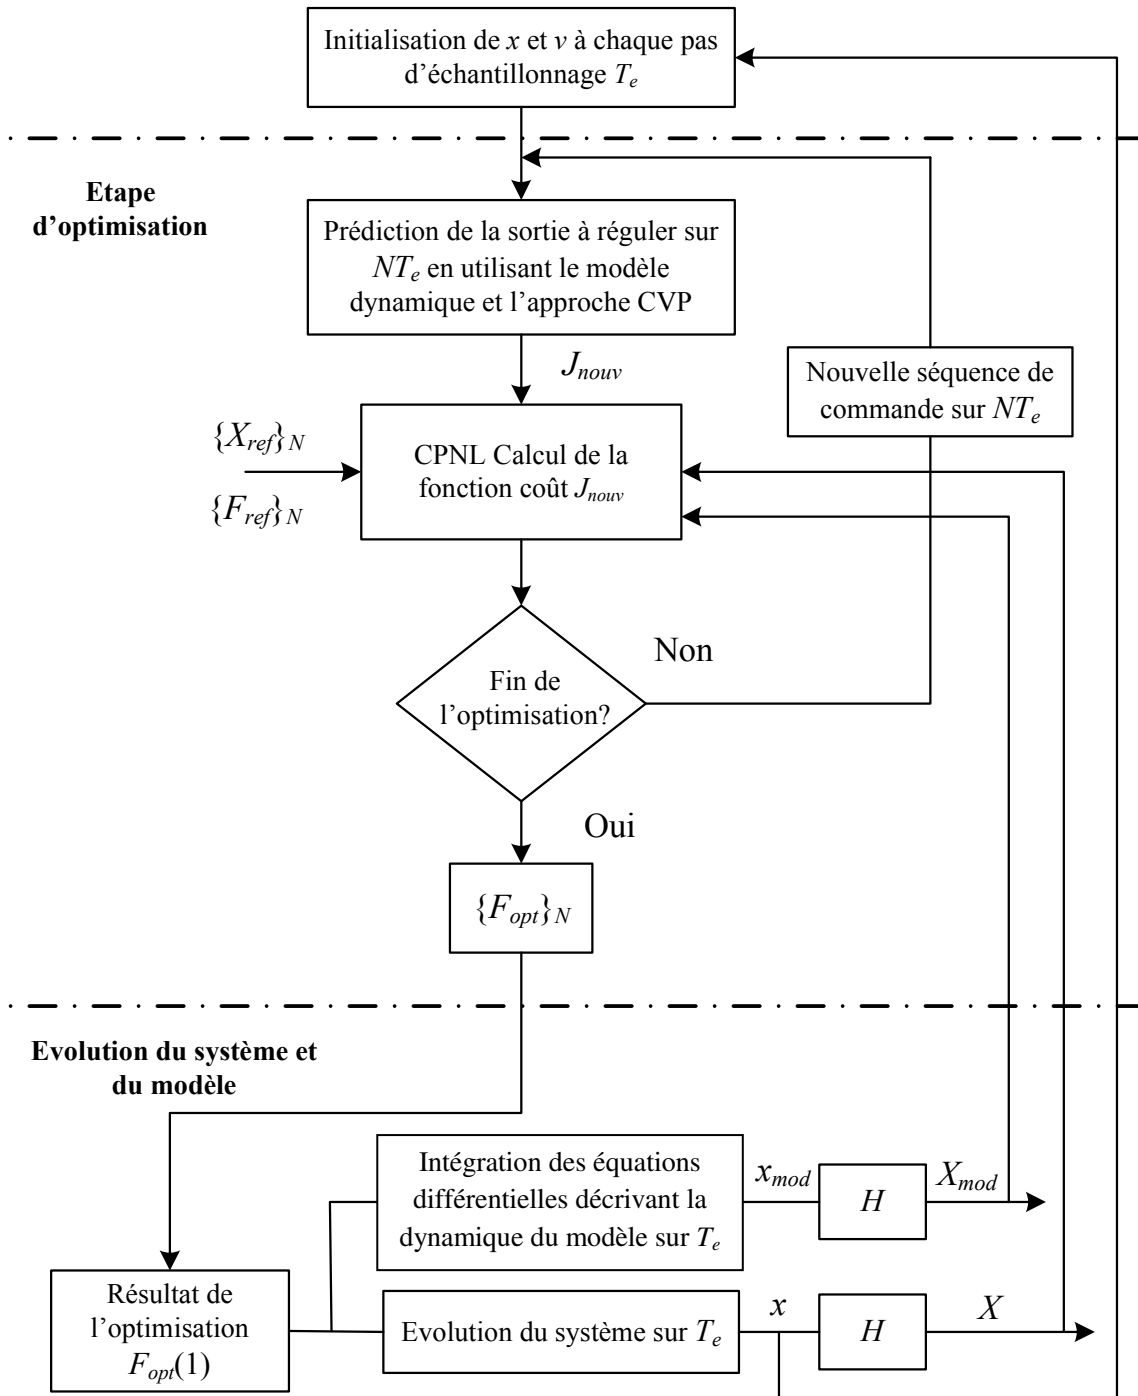 Initialisation de x et v à chaque pas
d'échantillonnage Te
Etape
d'optimisation
Prédiction de la sortie à réguler sur
NTe en utilisant le modèle
dynamique et l'approche CVP
Jnouv
Nouvelle séquence de
commande sur NTe
{Xref}N
{Fref}N
CPNL Calcul de la
fonction coût Jnouv
Non
Fin de
l'optimisation?
Oui
{Fopt}N
Evolution du système et
du modèle
Intégration des équations
différentielles décrivant la
dynamique du modèle sur Te
xmod
H
Xmod
Résultat de
l'optimisation
Fopt(1)
Evolution du système sur Te
x
H
X